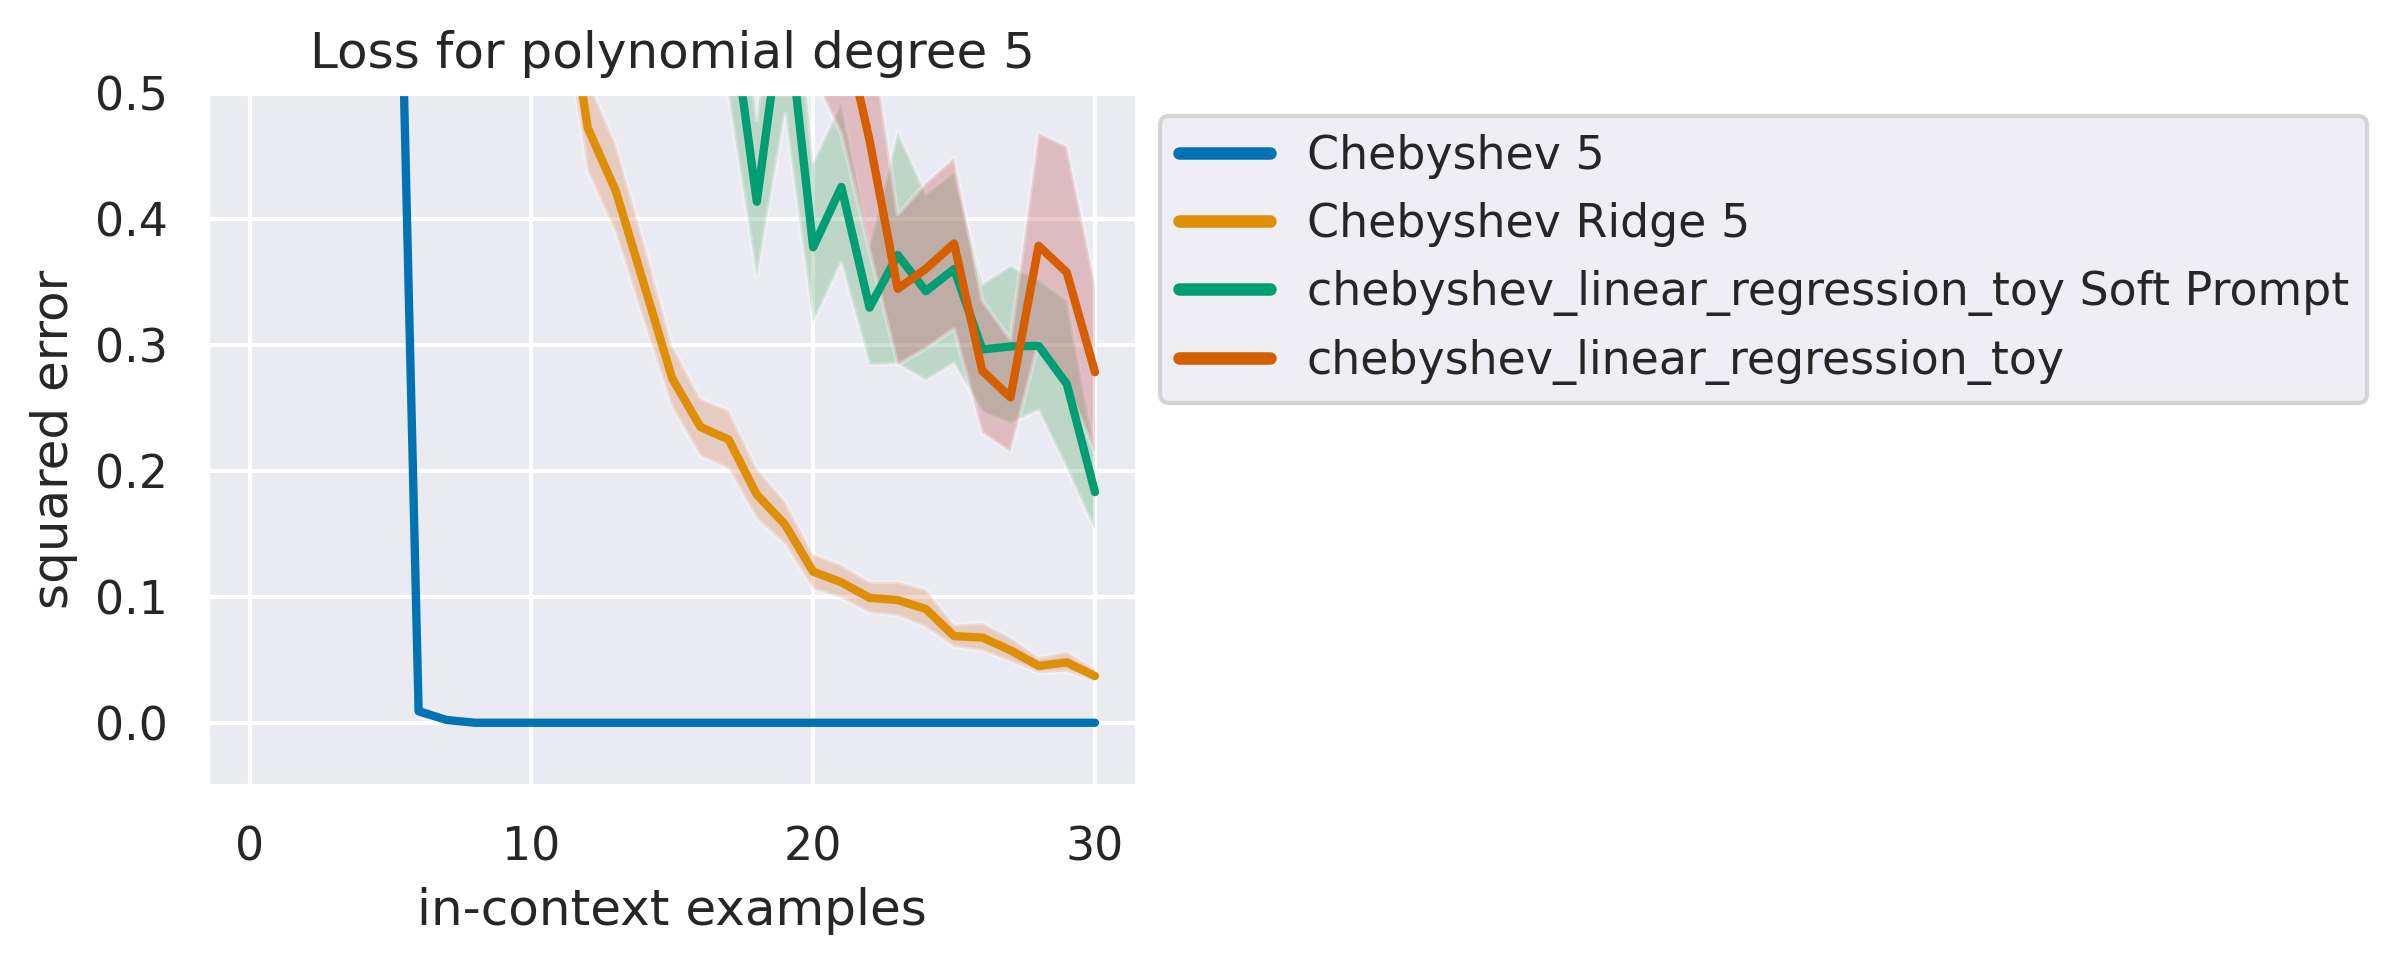 Loss for polynomial degree 5
0.5
0.4
0.3
0.2
0.1
0.0
squared error
0 10 20 30
in-context examples
Chebyshev 5
Chebyshev Ridge 5
chebyshev_linear_regression_toy Soft Prompt
chebyshev_linear_regression_toy